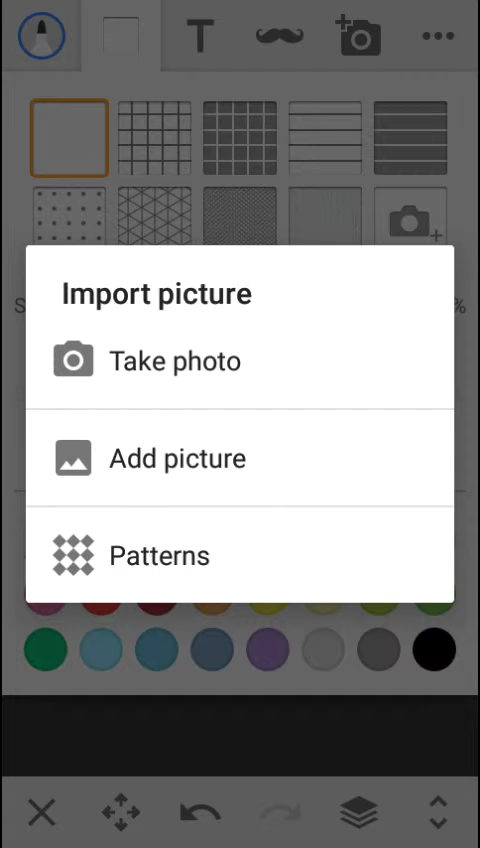 T
S
%
Import picture
Take photo
Add picture
Patterns